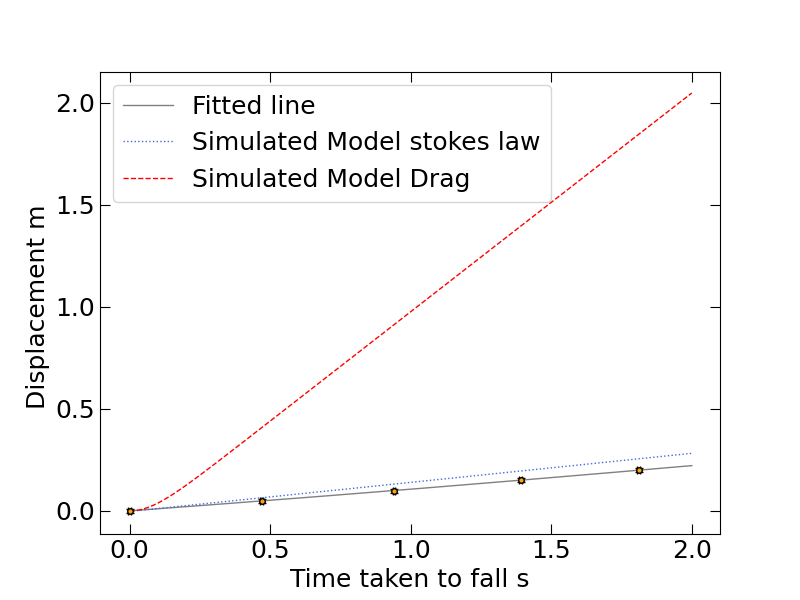 Fitted line
Simulated Model stokes law
Simulated Model Drag
2.0
1.5
1.0
0.5
0.0
Displacement m
0.0 0.5 1.0 1.5 2.0
Time taken to fall s